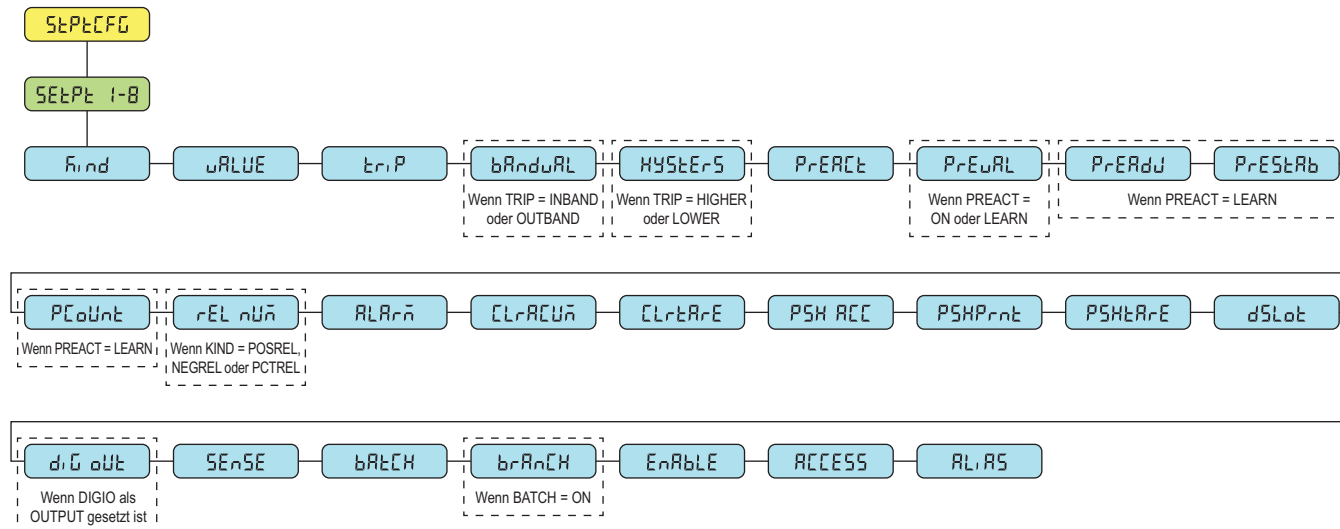 StPtCFG
SEtPt 1-8
Kind
vALUE
triP
bAndvAL
HYStErS
PrEACt
PrEvAL
PrEAdJ
PrEStAb
Wenn TRIP = INBAND
oder OUTBAND
Wenn TRIP = HIGHER
oder LOWER
Wenn PREACT =
ON oder LEARN
Wenn PREACT = LEARN
PCoUnt
rEL nUM
ALArM
CLrACUM
CLrtArE
PSH ACC
PSHPrnt
PSHtArE
dSLot
Wenn PREACT = LEARN
Wenn KIND = POSREL,
NEGREL oder PCTREL
diG oUt
SEnSE
bAtCH
brAnCH
EnAbLE
ACCESS
ALiAS
Wenn DIGIO als
OUTPUT gesetzt ist
Wenn BATCH = ON